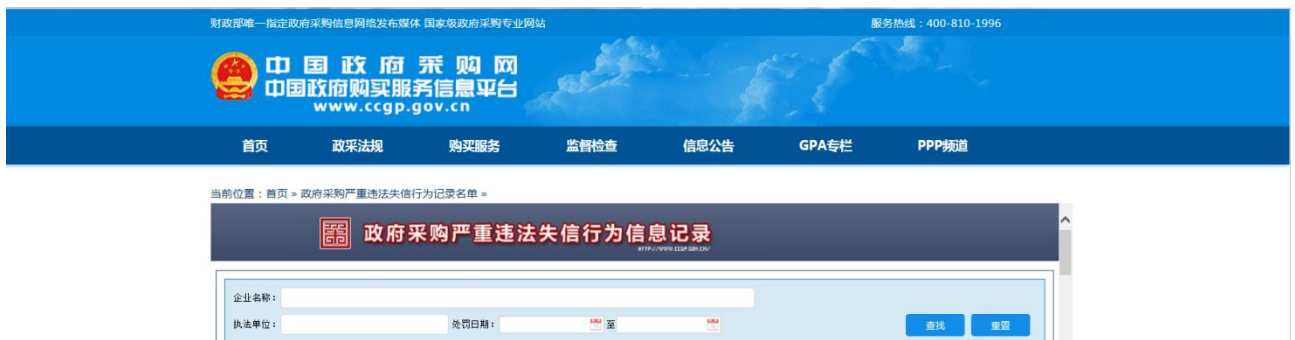 财政部唯一指定政府采购信息网络发布媒体 国家级政府采购专业网站 服务热线：400-810-1996
中国政府采购网
中国政府购买服务信息平台
www.ccgp.gov.cn
首页 政采法规 购买服务 监督检查 信息公告 GPA专栏 PPP频道
当前位置：首页 » 政府采购严重违法失信行为记录名单 »
政府采购严重违法失信行为信息记录
HTTP://WWW.CCGP.GOV.CN/
企业名称：
执法单位： 处罚日期： 至 查找 重置